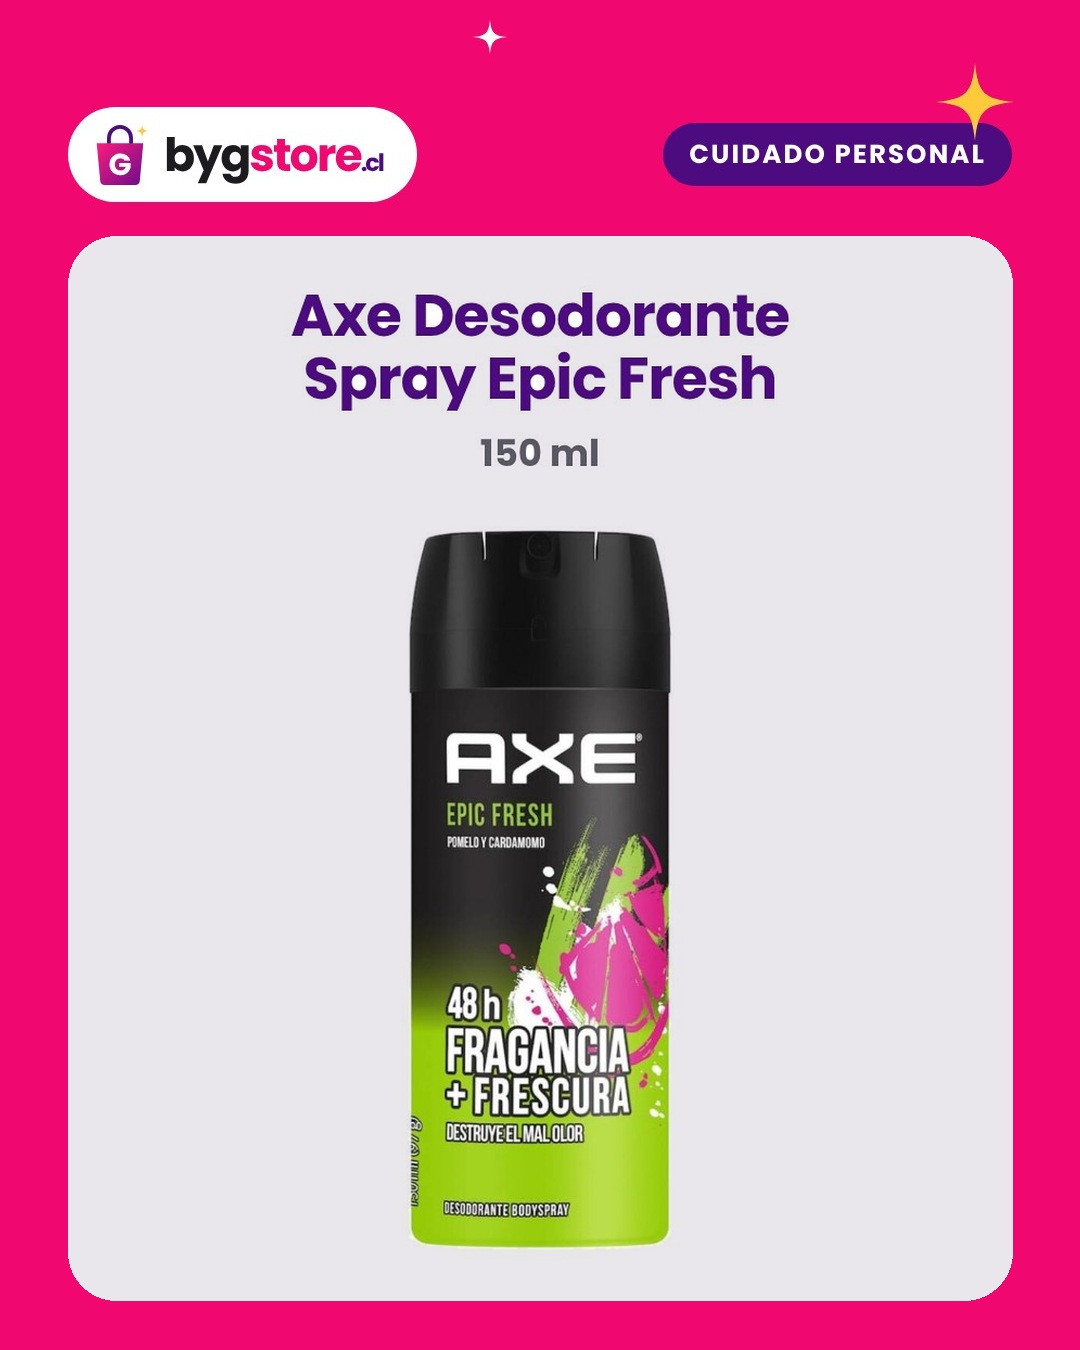 bygstore.cl
CUIDADO PERSONAL
Axe Desodorante
Spray Epic Fresh
150 ml
AXE®
EPIC FRESH
POMELO Y CARDAMOMO
48 h
FRAGANCIA
+ FRESCURA
DESTRUYE EL MAL OLOR
DESODORANTE BODYSPRAY